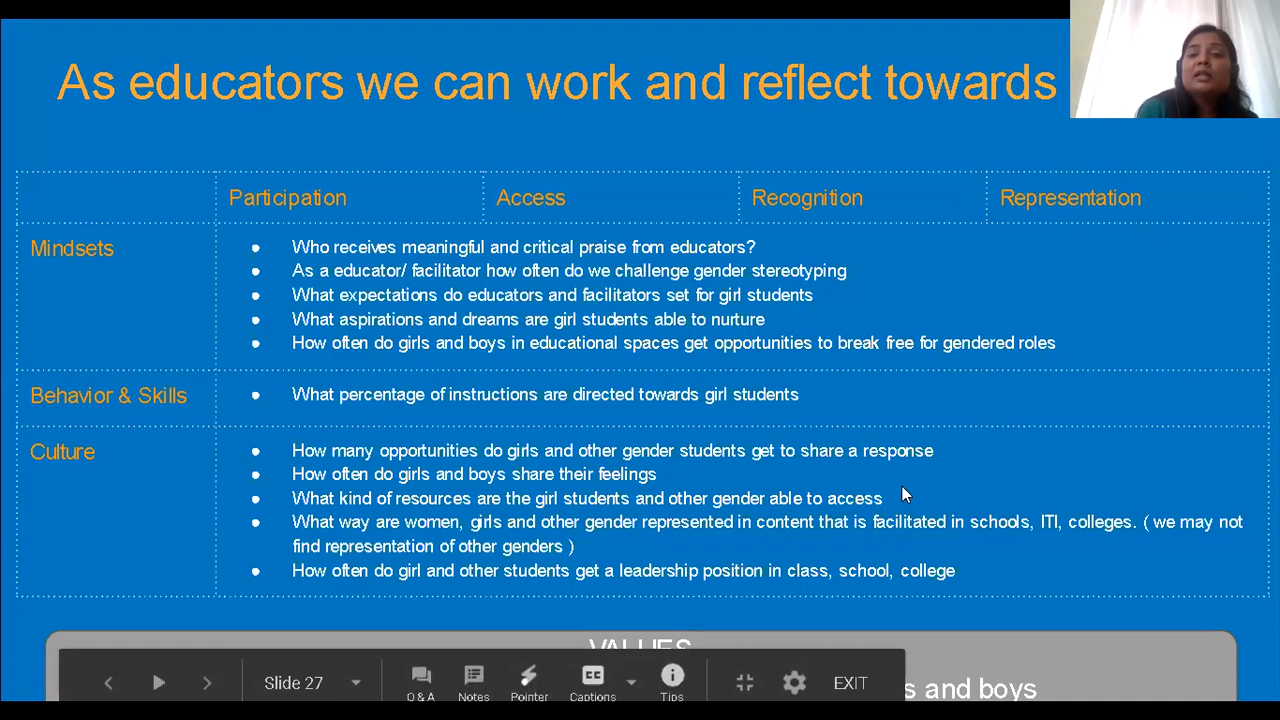 As educators we can work and reflect towards
Participation Access Recognition Representation
Mindsets
● Who receives meaningful and critical praise from educators?
● As a educator/ facilitator how often do we challenge gender stereotyping
● What expectations do educators and facilitators set for girl students
● What aspirations and dreams are girl students able to nurture
● How often do girls and boys in educational spaces get opportunities to break free for gendered roles
Behavior & Skills
● What percentage of instructions are directed towards girl students
Culture
● How many opportunities do girls and other gender students get to share a response
● How often do girls and boys share their feelings
● What kind of resources are the girl students and other gender able to access
● What way are women, girls and other gender represented in content that is facilitated in schools, ITI, colleges. ( we may not
find representation of other genders )
● How often do girl and other students get a leadership position in class, school, college
VALUES
Slide 27 Q & A Notes Pointer CC Captions Tips EXIT
and boys